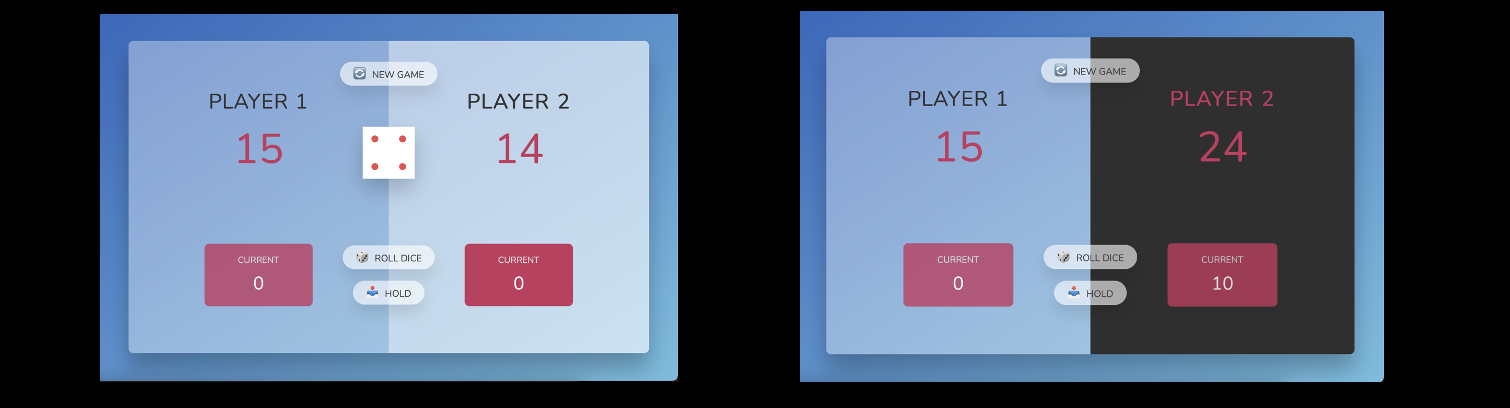 NEW GAME
PLAYER 1
PLAYER 2
15
14
CURRENT
0
ROLL DICE
HOLD
CURRENT
0
NEW GAME
PLAYER 1
PLAYER 2
15
24
CURRENT
0
ROLL DICE
HOLD
CURRENT
10